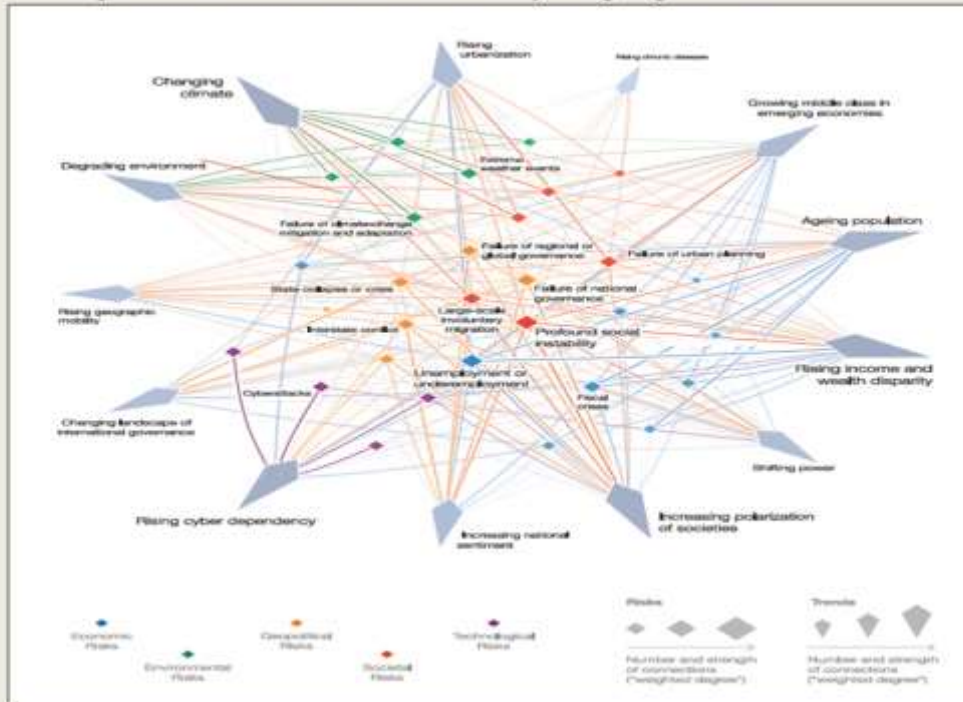 Rising
urbanization
Rising chronic diseases
Changing
climate
Growing middle class in
emerging economies
Degrading environment
Extreme
weather events
Ageing population
Failure of climate-change
mitigation and adaptation
Failure of regional or
global governance
Failure of urban planning
State collapse or crisis
Failure of national
governance
Rising geographic
mobility
Large-scale
involuntary
migration
Interstate conflict
Profound social
instability
Unemployment or
underemployment
Rising income and
wealth disparity
Cyberattacks
Fiscal
crises
Changing landscape of
international governance
Shifting power
Rising cyber dependency
Increasing polarization
of societies
Increasing national
sentiment
Economic
Risks
Geopolitical
Risks
Technological
Risks
Environmental
Risks
Societal
Risks
Risks
Trends
Number and strength
of connections
("weighted degree")
Number and strength
of connections
("weighted degree")